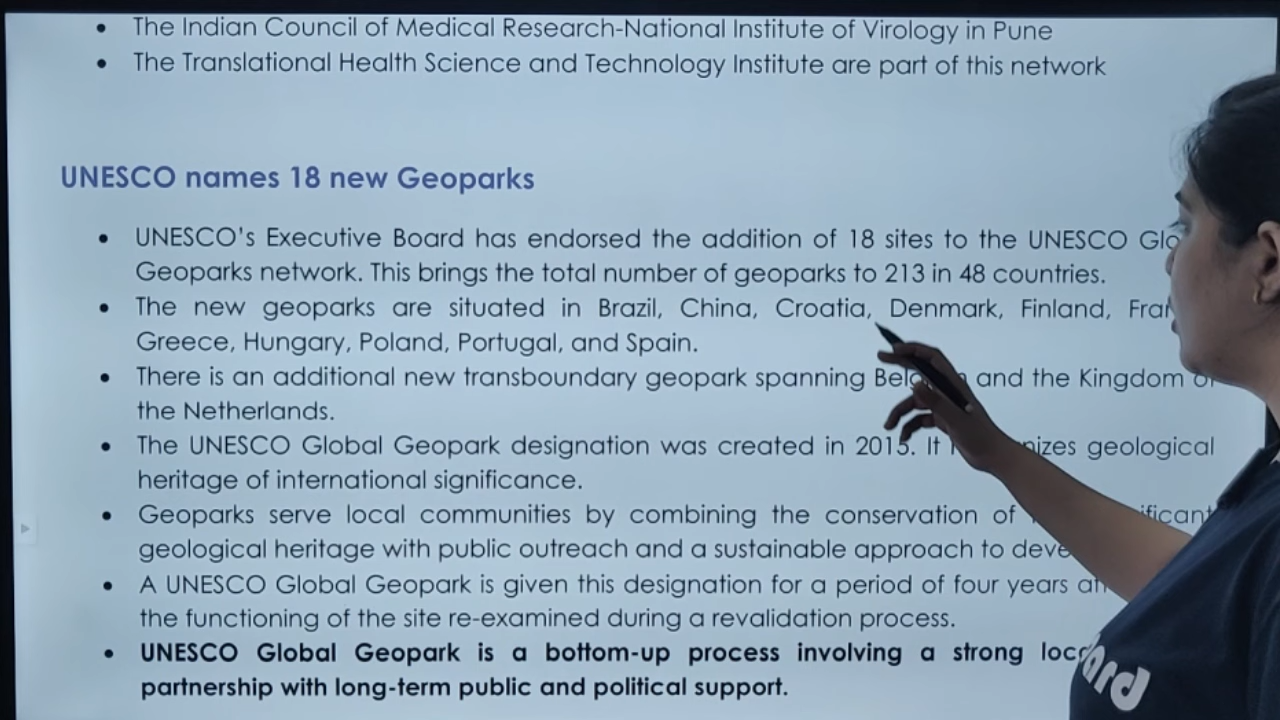 • The Indian Council of Medical Research-National Institute of Virology in Pune
• The Translational Health Science and Technology Institute are part of this network
UNESCO names 18 new Geoparks
• UNESCO's Executive Board has endorsed the addition of 18 sites to the UNESCO Glo
Geoparks network. This brings the total number of geoparks to 213 in 48 countries.
• The new geoparks are situated in Brazil, China, Croatia, Denmark, Finland, Fran
Greece, Hungary, Poland, Portugal, and Spain.
• There is an additional new transboundary geopark spanning and the Kingdom of
the Netherlands.
• The UNESCO Global Geopark designation was created in 2015. It geological
heritage of international significance.
• Geoparks serve local communities by combining the conservation of
geological heritage with public outreach and a sustainable approach to deve
• A UNESCO Global Geopark is given this designation for a period of four years
the functioning of the site re-examined during a revalidation process.
• UNESCO Global Geopark is a bottom-up process involving a strong loc
partnership with long-term public and political support.
ard